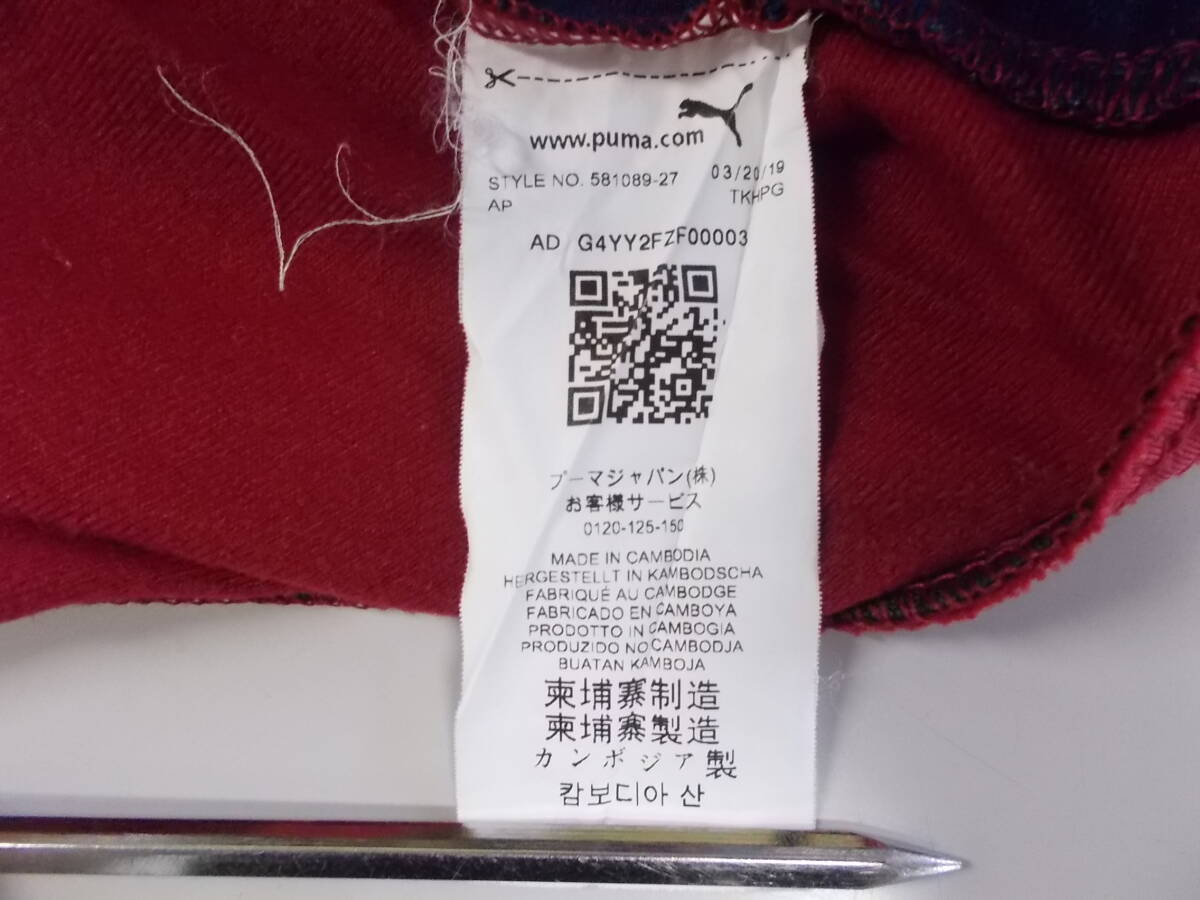 www.puma.com
STYLE NO. 581089-27 03/20/19
AP TKHPG
AD G4YY2FZF00003
プーマジャパン(株)
お客様サービス
0120-125-150
MADE IN CAMBODIA
HERGESTELLT IN KAMBODSCHA
FABRIQUÉ AU CAMBODGE
FABRICADO EN CAMBOYA
PRODOTTO IN CAMBOGIA
PRODUZIDO NO CAMBODJA
BUATAN KAMBOJA
柬埔寨制造
柬埔寨製造
カンボジア製
캄보디아 산